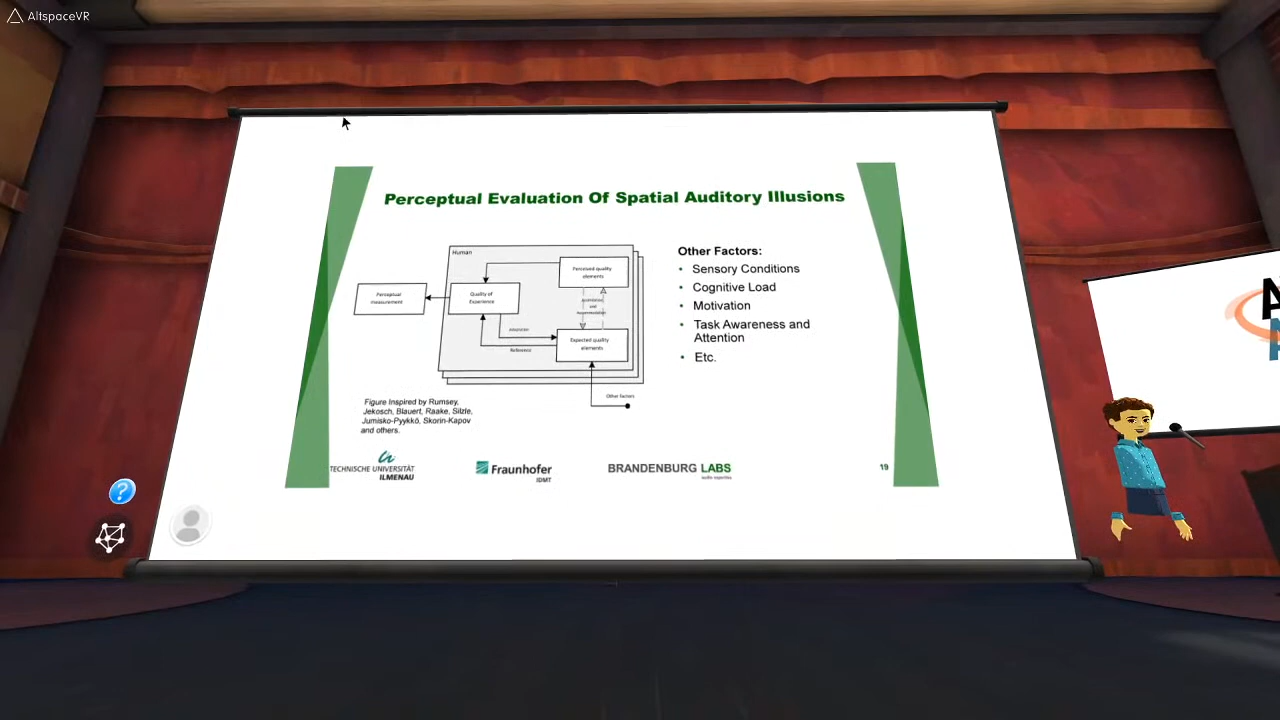 AltspaceVR
Perceptual Evaluation Of Spatial Auditory Illusions
Human
Perceived quality
elements
Perceptual
measurement
Quality of
Experience
and
Expected quality
elements
Reference
Other factors
Other Factors:
• Sensory Conditions
• Cognitive Load
• Motivation
• Task Awareness and
Attention
• Etc.
Figure Inspired by Rumsey,
Jekosch, Blauert, Raake, Silzle,
Jumisko-Pyykkö, Skorin-Kapov
and others.
TECHNISCHE UNIVERSITÄT
ILMENAU
Fraunhofer
IDMT
BRANDENBURG LABS
19
?